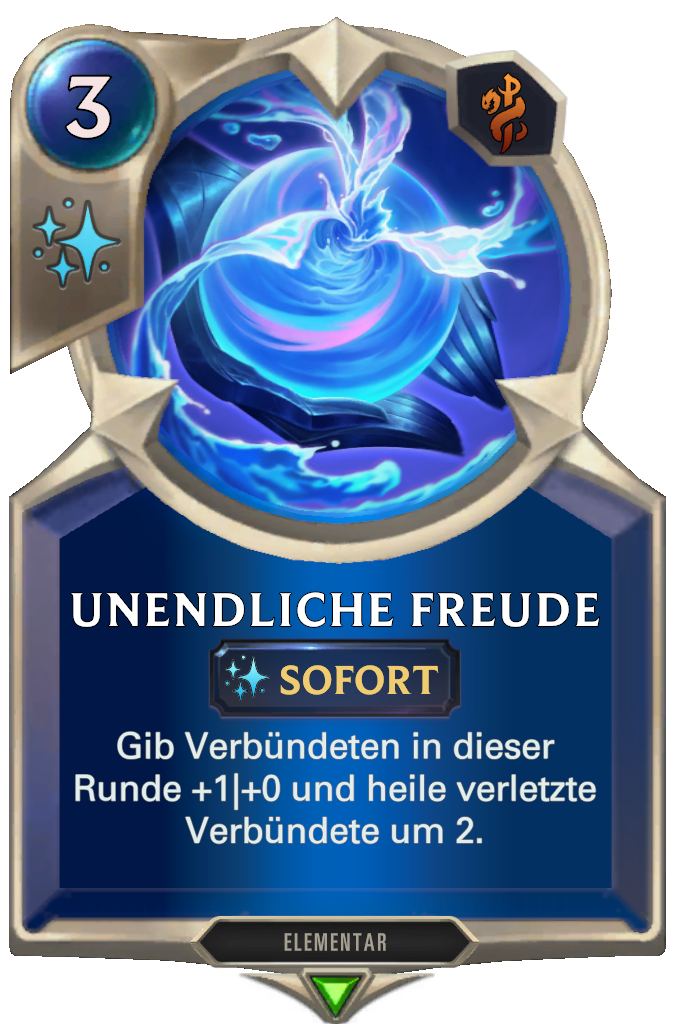 3
UNENDLICHE FREUDE
SOFORT
Gib Verbündeten in dieser
Runde +1|+0 und heile verletzte
Verbündete um 2.
ELEMENTAR